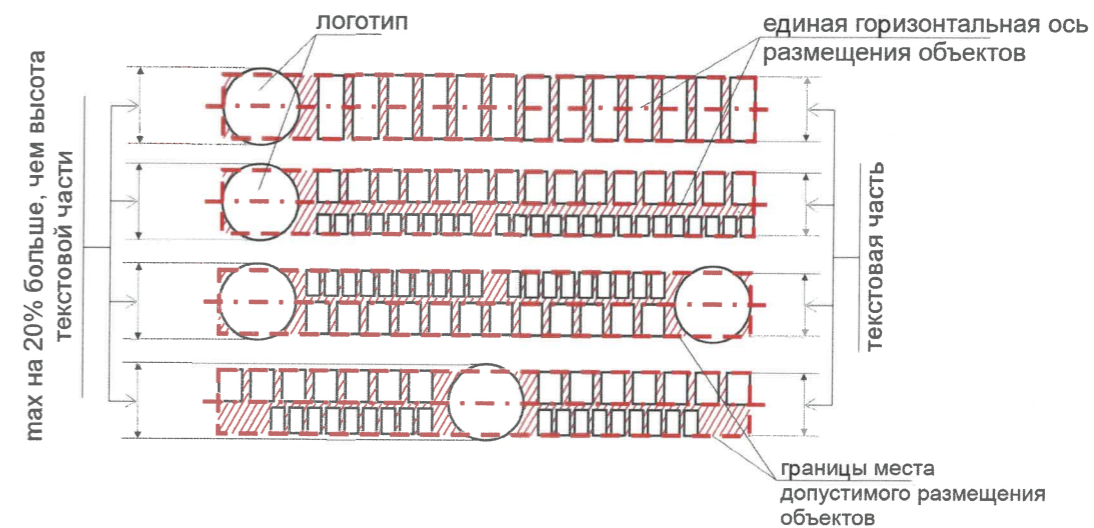 логотип
единая горизонтальная ось
размещения объектов
max на 20% больше, чем высота
текстовой части
текстовая часть
границы места
допустимого размещения
объектов